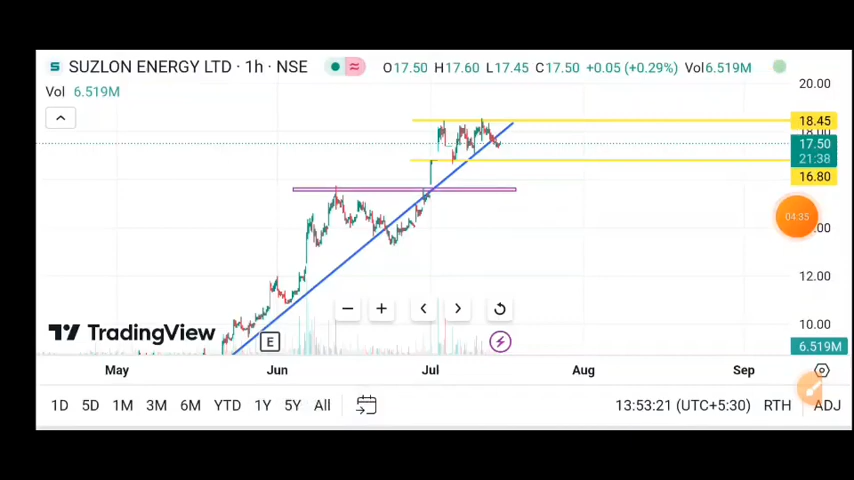 SUZLON ENERGY LTD · 1h · NSE
O17.50 H17.60 L17.45 C17.50 +0.05 (+0.29%) Vol6.519M
Vol 6.519M
20.00
18.45
18.00
17.50
21:38
16.80
04:35
12.00
10.00
6.519M
TradingView
E
May Jun Jul Aug Sep
1D 5D 1M 3M 6M YTD 1Y 5Y All
13:53:21 (UTC+5:30) RTH ADJ